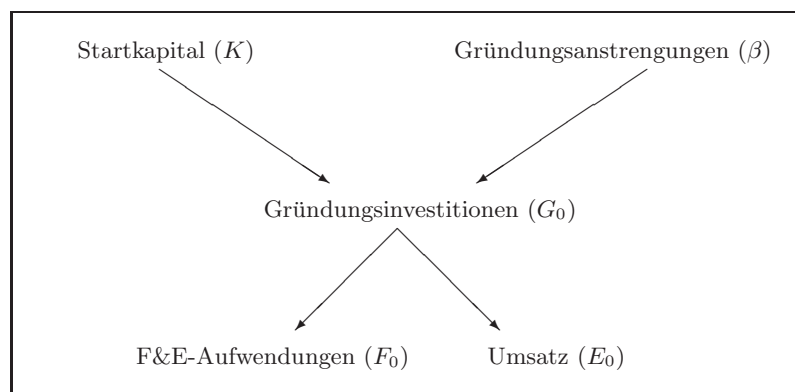 Startkapital (K) Gründungsanstrengungen (β)
Gründungsinvestitionen (G₀)
F&E-Aufwendungen (F₀) Umsatz (E₀)